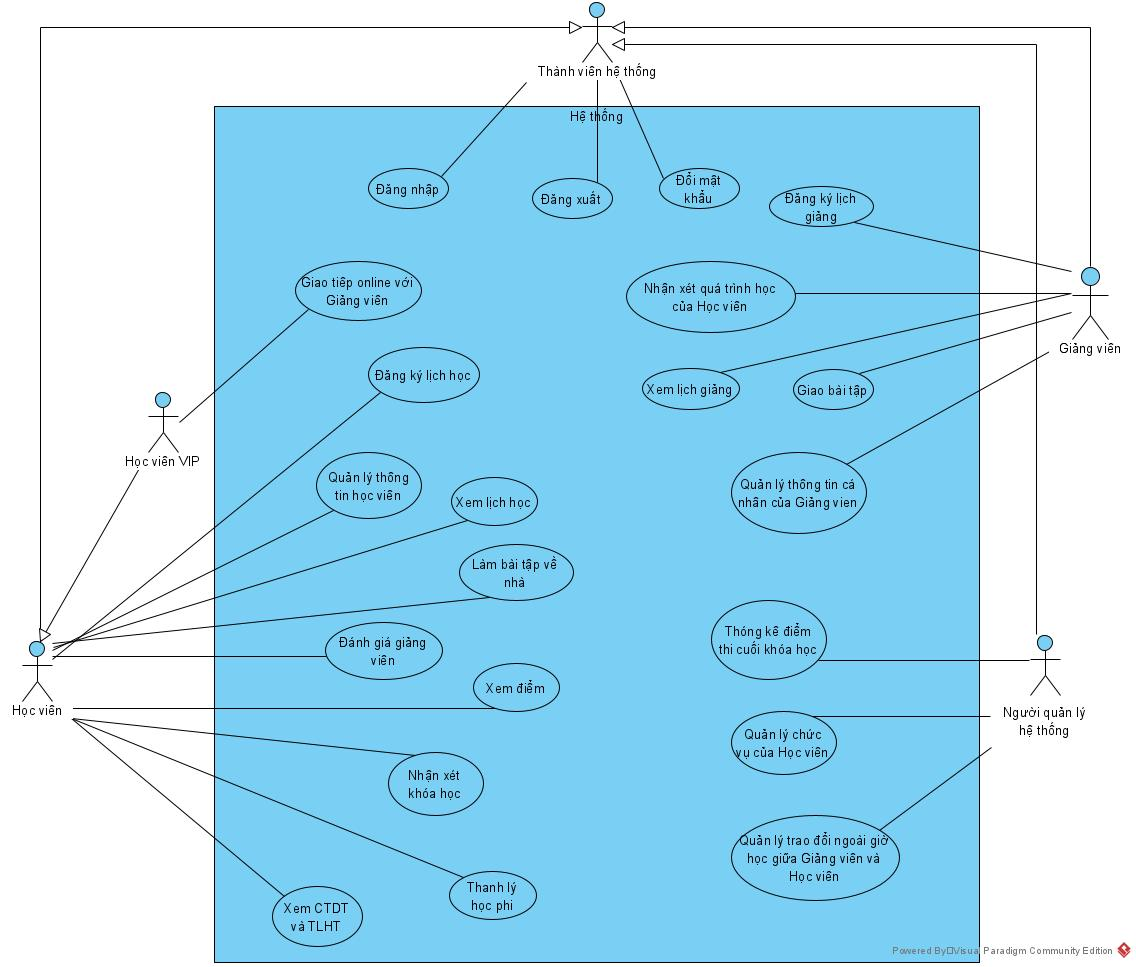 Thành viên hệ thống
Hệ thống
Đăng nhập
Đăng xuất
Đổi mật
khẩu
Đăng ký lịch
giảng
Giao tiếp online với
Giảng viên
Nhận xét quá trình học
của Học viên
Giảng viên
Đăng ký lịch học
Xem lịch giảng
Giao bài tập
Học viên VIP
Quản lý thông
tin học viên
Xem lịch học
Quản lý thông tin cá
nhân của Giảng vien
Làm bài tập về
nhà
Đánh giá giảng
viên
Thóng kê điểm
thi cuối khóa học
Xem điểm
Học viên
Người quản lý
hệ thống
Quản lý chức
vụ của Học viên
Nhận xét
khóa học
Quản lý trao đổi ngoài giờ
học giữa Giảng viên và
Học viên
Thanh lý
học phi
Xem CTDT
và TLHT
Powered By□Visual Paradigm Community Edition